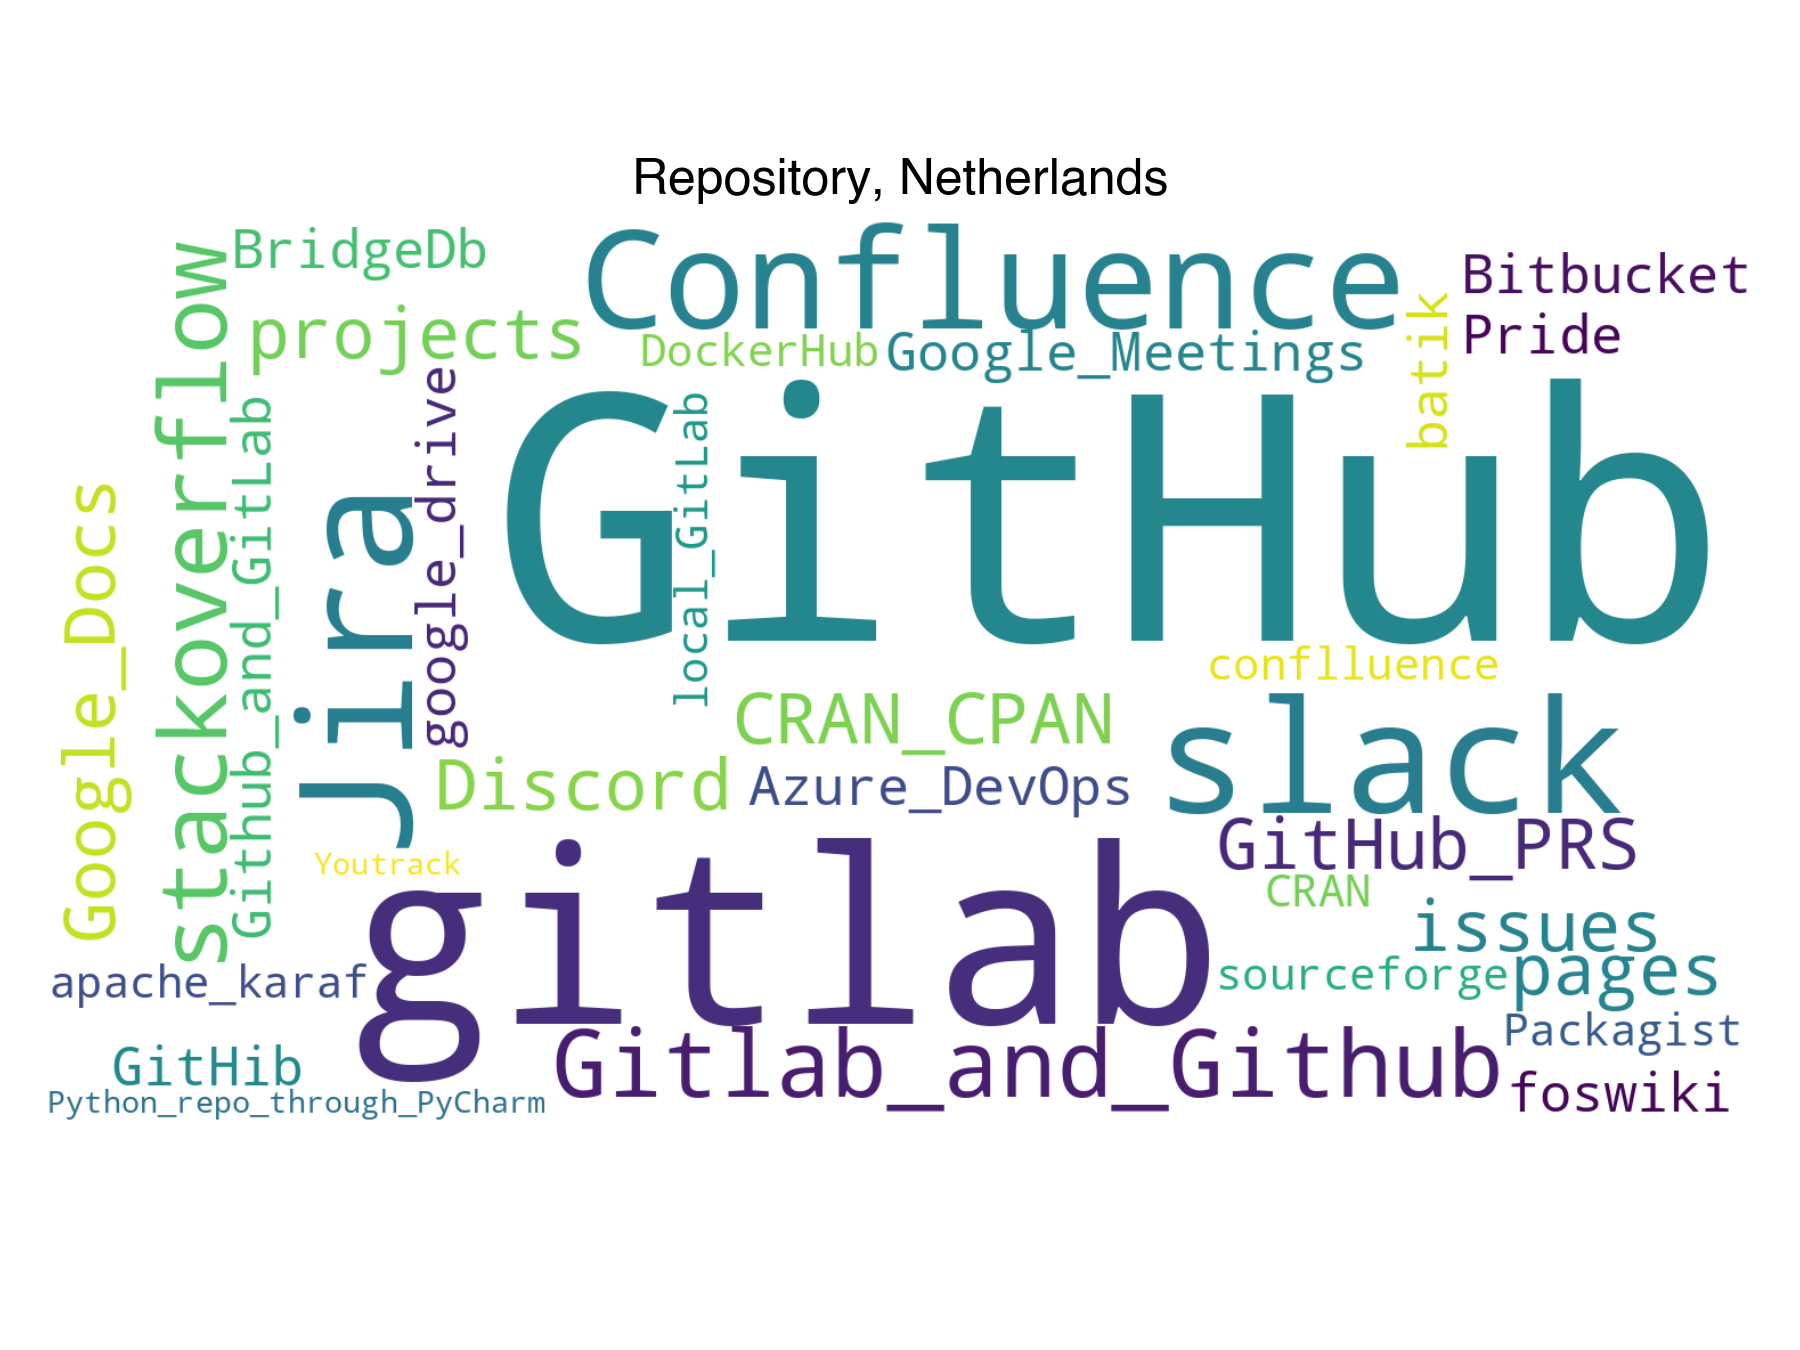 Repository, Netherlands
Confluence
BridgeDb
Bitbucket
projects
Pride
DockerHub
Google_Meetings
batik
stackoverflow
google_drive
GitHub
local_GitLab
Github_and_GitLab
Google_Docs
Jira
conflluence
CRAN_CPAN
slack
Discord
Azure_DevOps
GitHub_PRS
Youtrack
gitlab
CRAN
issues
apache_karaf
sourceforge
pages
Packagist
GitHib
Gitlab_and_Github
foswiki
Python_repo_through_PyCharm